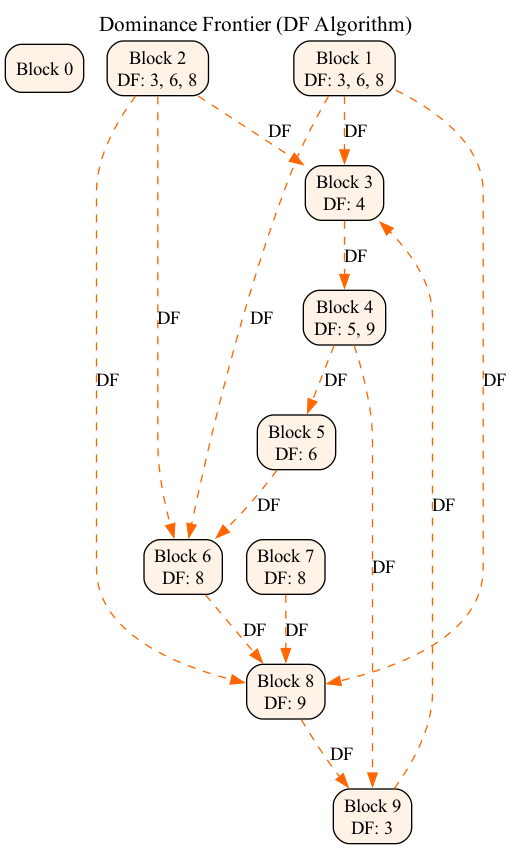 Dominance Frontier (DF Algorithm)
Block 0
Block 2
DF: 3, 6, 8
Block 1
DF: 3, 6, 8
DF
DF
Block 3
DF: 4
DF
Block 4
DF: 5, 9
DF
DF
DF
DF
DF
Block 5
DF: 6
DF
DF
Block 6
DF: 8
Block 7
DF: 8
DF
DF
DF
Block 8
DF: 9
DF
Block 9
DF: 3